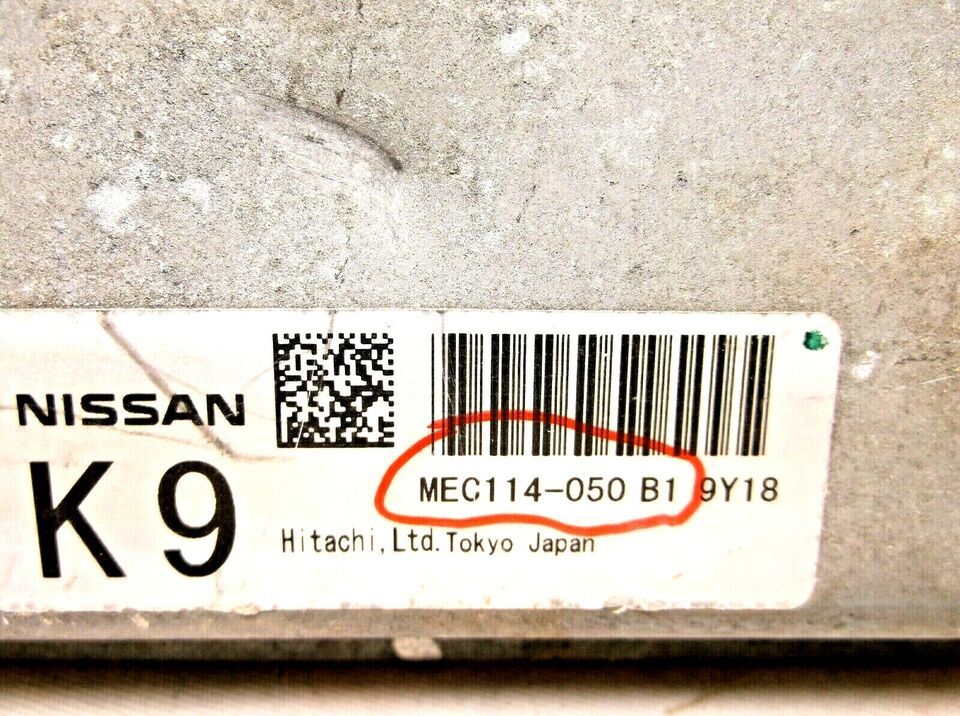 NISSAN
K9
MEC114-050 B1 9Y18
Hitachi,Ltd.Tokyo Japan